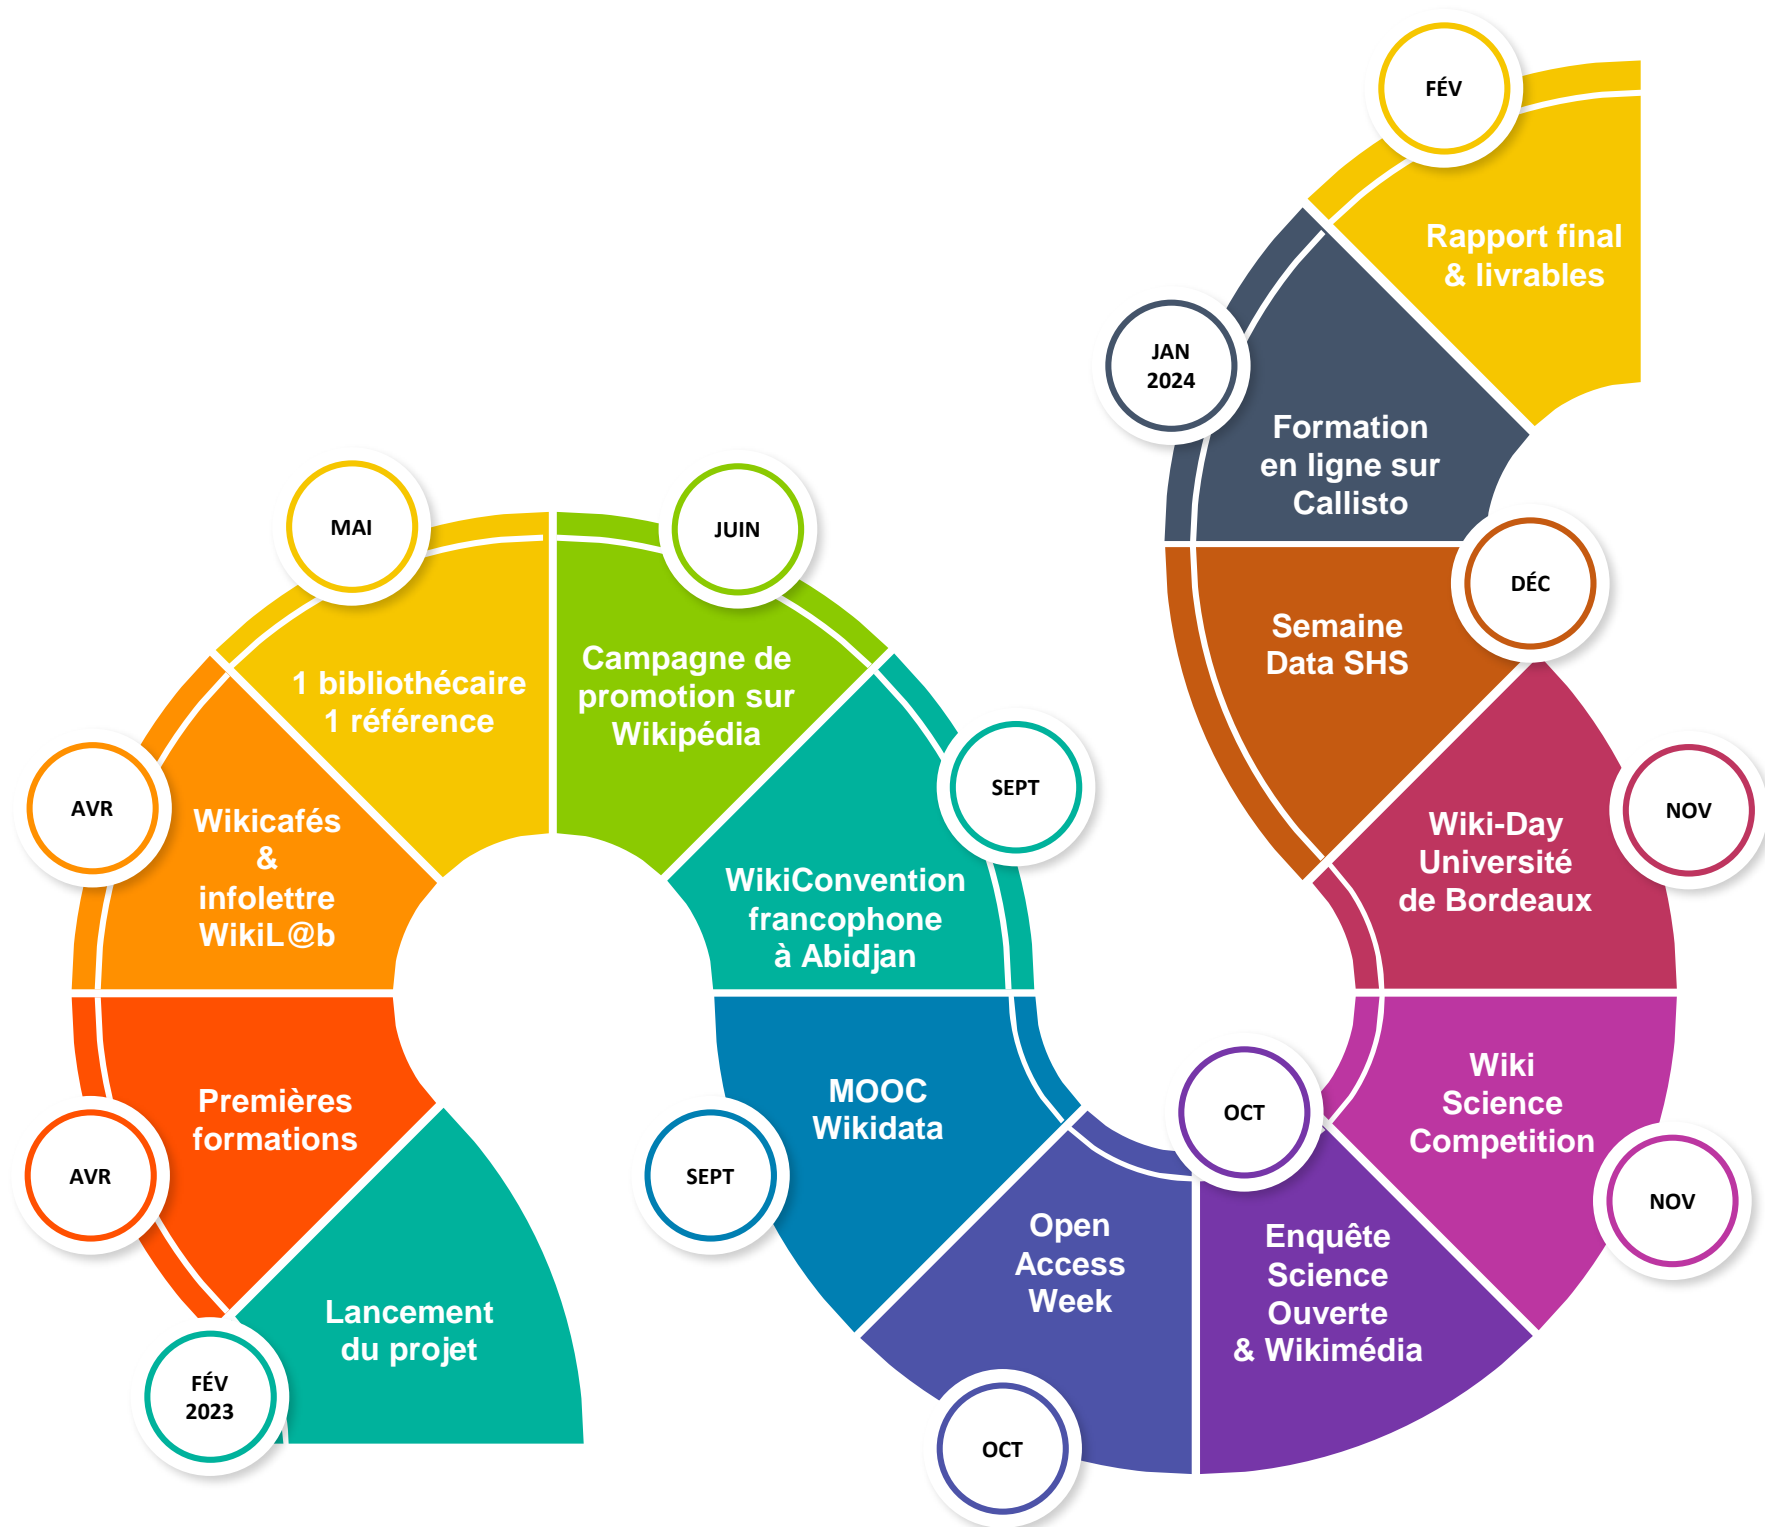 FÉV
2023
Lancement
du projet
AVR
Premières
formations
AVR
Wikicafés
&
infolettre
WikiL@b
MAI
1 bibliothécaire
1 référence
JUIN
Campagne de
promotion sur
Wikipédia
SEPT
WikiConvention
francophone
à Abidjan
SEPT
MOOC
Wikidata
OCT
Open
Access
Week
OCT
Enquête
Science
Ouverte
& Wikimédia
NOV
Wiki
Science
Competition
NOV
Wiki-Day
Université
de Bordeaux
DÉC
Semaine
Data SHS
JAN
2024
Formation
en ligne sur
Callisto
FÉV
Rapport final
& livrables